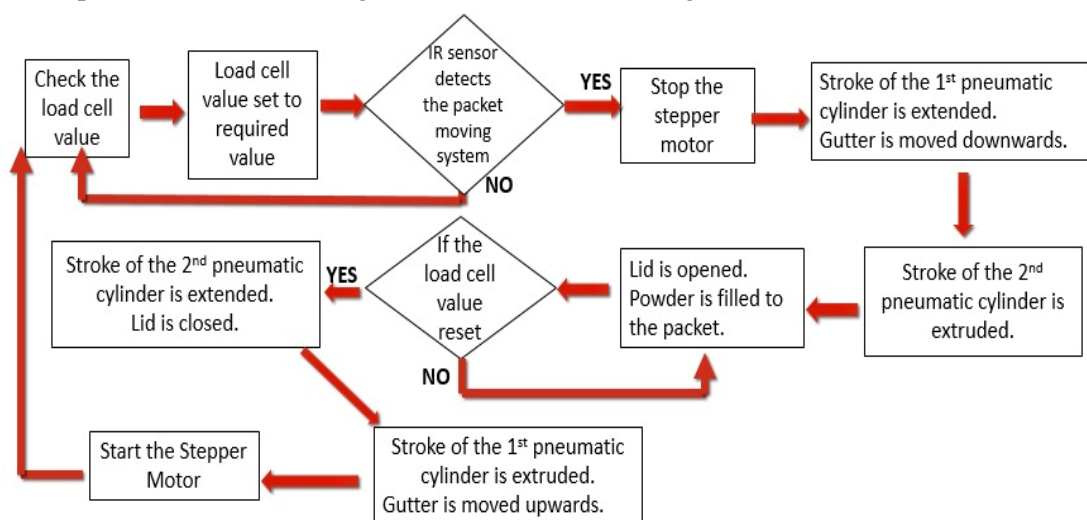 Check the
load cell
value
Load cell
value set to
required
value
IR sensor
detects
the packet
moving
system
YES
NO
Stop the
stepper
motor
Stroke of the 1st pneumatic
cylinder is extended.
Gutter is moved downwards.
Stroke of the 2nd
pneumatic cylinder is
extruded.
Lid is opened.
Powder is filled to
the packet.
If the
load cell
value
reset
YES
NO
Stroke of the 2nd pneumatic
cylinder is extended.
Lid is closed.
Stroke of the 1st pneumatic
cylinder is extruded.
Gutter is moved upwards.
Start the Stepper
Motor